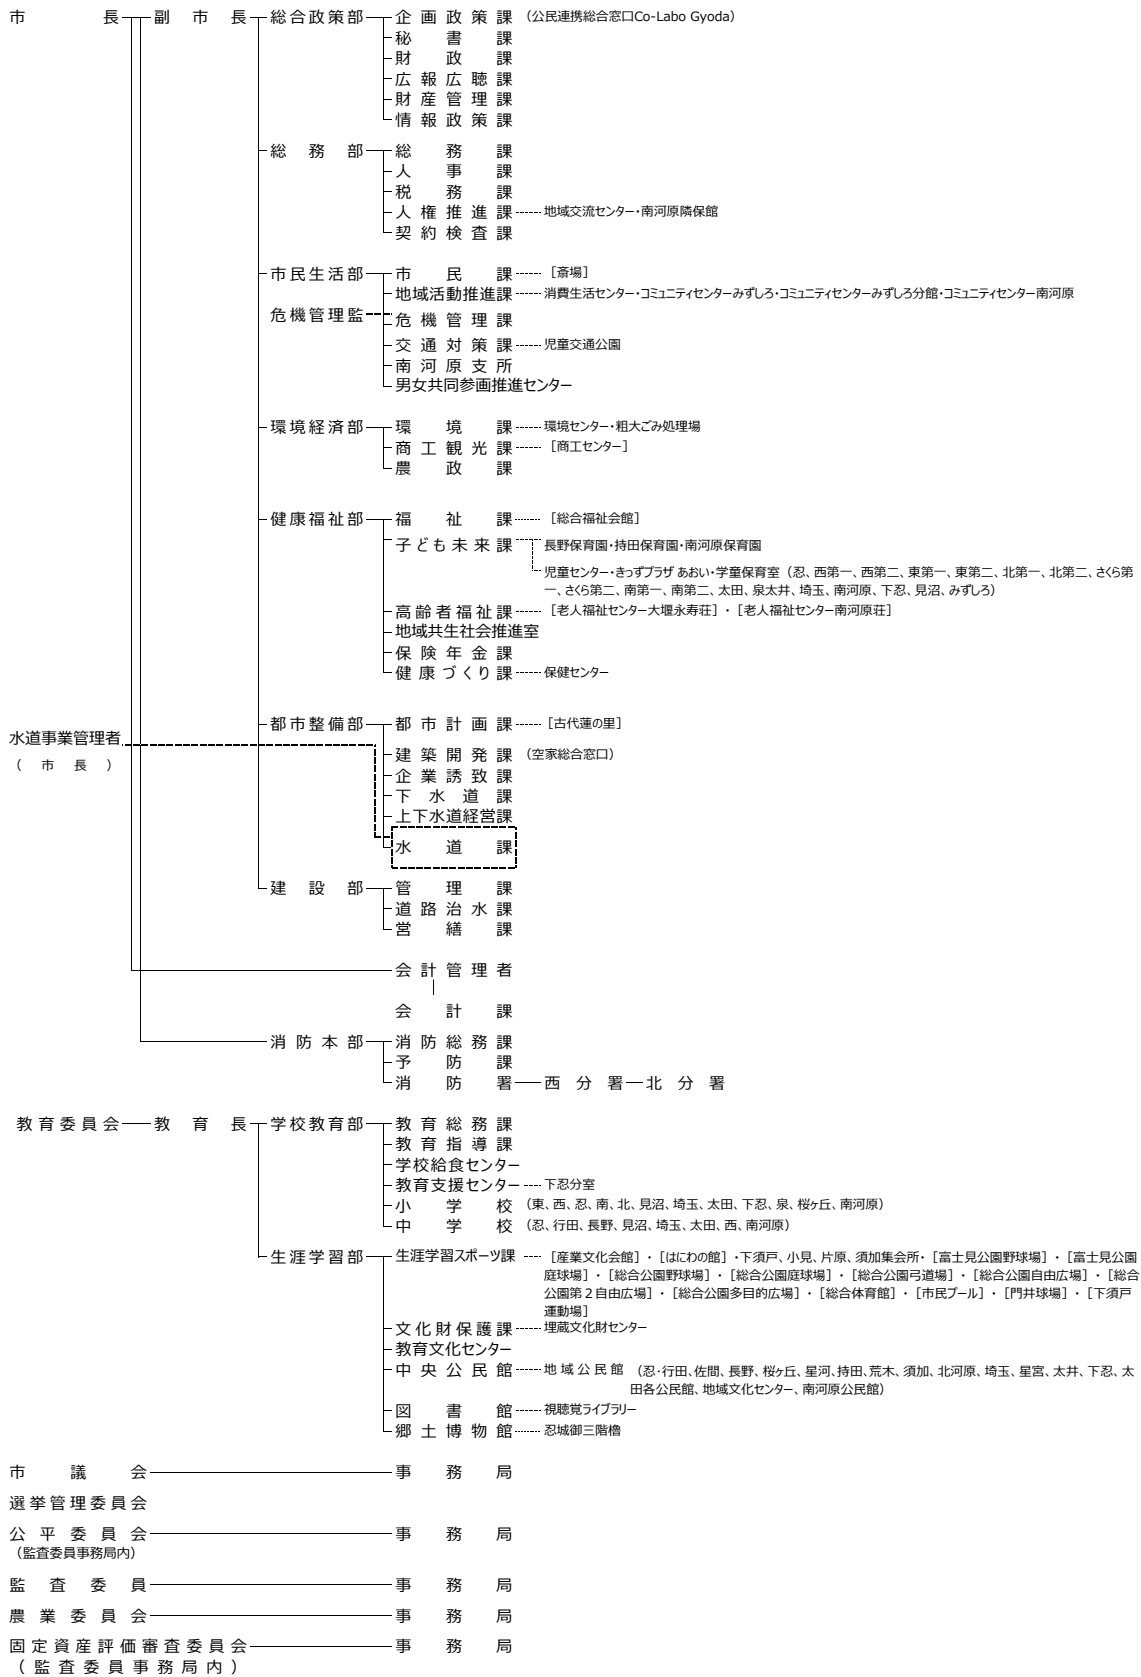 市長 副市長 総合政策部 企画政策課 （公民連携総合窓口Co-Labo Gyoda）
秘書課
財政課
広報広聴課
財産管理課
情報政策課
総務部 総務課
人事課
税務課
人権推進課 地域交流センター・南河原隣保館
契約検査課
市民生活部 市民課 ［斎場］
地域活動推進課 消費生活センター・コミュニティセンターみずしろ・コミュニティセンターみずしろ分館・コミュニティセンター南河原
危機管理監 危機管理課
交通対策課 児童交通公園
南河原支所
男女共同参画推進センター
環境経済部 環境課 環境センター・粗大ごみ処理場
商工観光課 ［商工センター］
農政課
健康福祉部 福祉課 ［総合福祉会館］
子ども未来課 長野保育園・持田保育園・南河原保育園
児童センター・きっずプラザ あおい・学童保育室（忍、西第一、西第二、東第一、東第二、北第一、北第二、さくら第
一、さくら第二、南第一、南第二、太田、泉太井、埼玉、南河原、下忍、見沼、みずしろ）
高齢者福祉課 ［老人福祉センター大堰永寿荘］・［老人福祉センター南河原荘］
地域共生社会推進室
保険年金課
健康づくり課 保健センター
都市整備部 都市計画課 ［古代蓮の里］
水道事業管理者
（市長）
建築開発課 （空家総合窓口）
企業誘致課
下水道課
上下水道経営課
水道課
建設部 管理課
道路治水課
営繕課
会計管理者
会計課
消防本部 消防総務課
予防課
消防署 西分署 北分署
教育委員会 教育長 学校教育部 教育総務課
教育指導課
学校給食センター
教育支援センター 下忍分室
小学校 （東、西、忍、南、北、見沼、埼玉、太田、下忍、泉、桜ヶ丘、南河原）
中学校 （忍、行田、長野、見沼、埼玉、太田、西、南河原）
生涯学習部 生涯学習スポーツ課 ［産業文化会館］・［はにわの館］・下須戸、小見、片原、須加集会所・［富士見公園野球場］・［富士見公園
庭球場］・［総合公園野球場］・［総合公園庭球場］・［総合公園弓道場］・［総合公園自由広場］・［総合
公園第２自由広場］・［総合公園多目的広場］・［総合体育館］・［市民プール］・［門井球場］・［下須戸
運動場］
文化財保護課 埋蔵文化財センター
教育文化センター
中央公民館 地域公民館 （忍・行田、佐間、長野、桜ヶ丘、星河、持田、荒木、須加、北河原、埼玉、星宮、太井、下忍、太
田各公民館、地域文化センター、南河原公民館）
図書館 視聴覚ライブラリー
郷土博物館 忍城御三階櫓
市議会 事務局
選挙管理委員会
公平委員会 事務局
（監査委員事務局内）
監査委員 事務局
農業委員会 事務局
固定資産評価審査委員会 事務局
（監査委員事務局内）